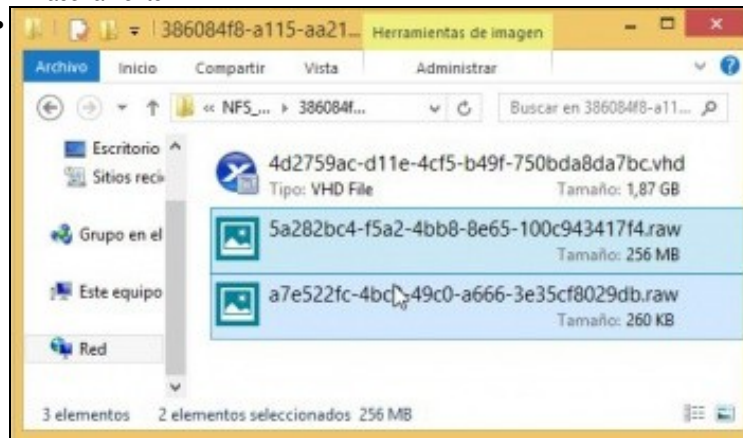 386084f8-a115-aa21... Herramientas de imagen
Archivo Inicio Compartir Vista Administrar
« NFS_... 386084f... Buscar en 386084f8-a11...
Escritorio
Sitios recie
Grupo en el
Este equipo
Red
4d2759ac-d11e-4cf5-b49f-750bda8da7bc.vhd
Tipo: VHD File Tamaño: 1,87 GB
5a282bc4-f5a2-4bb8-8e65-100c943417f4.raw
Tamaño: 256 MB
a7e522fc-4bc 49c0-a666-3e35cf8029db.raw
Tamaño: 260 KB
3 elementos 2 elementos seleccionados 256 MB